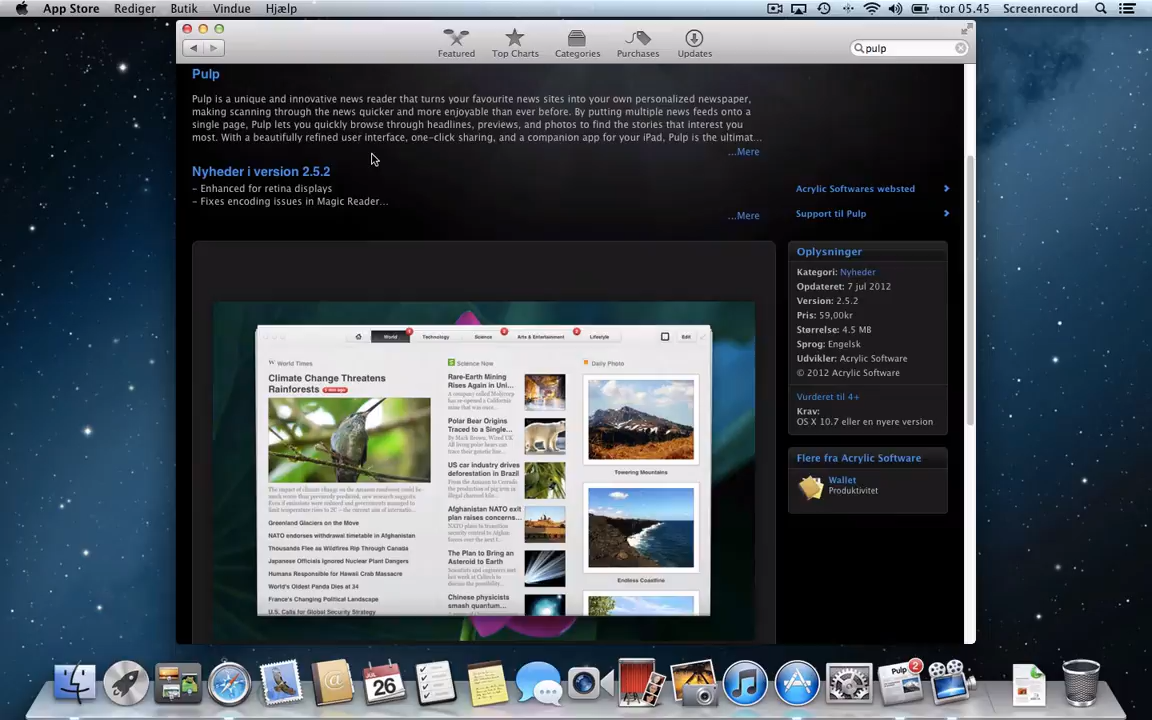 App Store Rediger Butik Vindue Hjælp
tor 05.45 Screenrecord
Featured Top Charts Categories Purchases Updates
pulp
Pulp
Pulp is a unique and innovative news reader that turns your favourite news sites into your own personalized newspaper,
making scanning through the news quicker and more enjoyable than ever before. By putting multiple news feeds onto a
single page, Pulp lets you quickly browse through headlines, previews, and photos to find the stories that interest you
most. With a beautifully refined user interface, one-click sharing, and a companion app for your iPad, Pulp is the ultimat...
...Mere
Nyheder i version 2.5.2
- Enhanced for retina displays
- Fixes encoding issues in Magic Reader...
...Mere
Acrylic Softwares websted
Support til Pulp
Oplysninger
Kategori: Nyheder
Opdateret: 7 jul 2012
Version: 2.5.2
Pris: 59,00kr
Størrelse: 4.5 MB
Sprog: Engelsk
Udvikler: Acrylic Software
© 2012 Acrylic Software
Vurderet til 4+
Krav:
OS X 10.7 eller en nyere version
Flere fra Acrylic Software
Wallet
Produktivitet
World Technology Science Arts & Entertainment Lifestyle Edit
World Times
Climate Change Threatens
Rainforests
Greenland Glaciers on the Move
NATO endorses withdrawal timetable in Afghanistan
Thousands Flee as Wildfires Rip Through Canada
Japanese Officials Ignored Nuclear Plant Dangers
Humans Responsible for Hawaii Crab Massacre
World's Oldest Panda Dies at 34
France's Changing Political Landscape
U.S. Calls for Global Security Strategy
Science Now
Rare-Earth Mining
Rises Again in Uni...
Polar Bear Origins
Traced to a Single...
US car industry drives
deforestation in Brazil
Afghanistan NATO exit
plan raises concerns...
The Plan to Bring an
Asteroid to Earth
Chinese physicists
smash quantum...
Daily Photo
Towering Mountains
Endless Coastline
JUL
26
Pulp
2